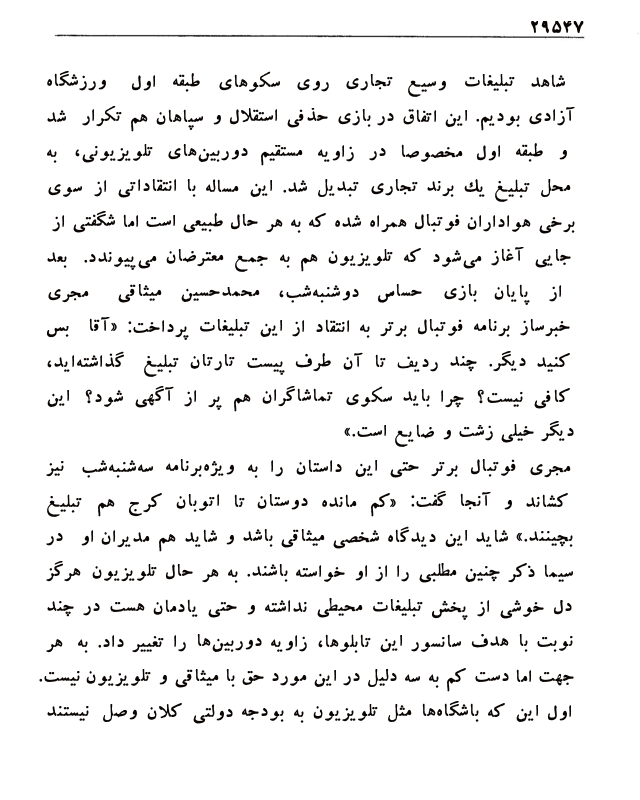 ۲۹۵۴۷
شاهد تبلیغات وسیع تجاری روی سکوهای طبقه اول ورزشگاه
آزادی بودیم. این اتفاق در بازی حذفی استقلال و سپاهان هم تکرار شد
و طبقه اول مخصوصا در زاویه مستقیم دوربین‌های تلویزیونی، به
محل تبلیغ یك برند تجاری تبدیل شد. این مساله با انتقاداتی از سوی
برخی هواداران فوتبال همراه شده که به هر حال طبیعی است اما شگفتی از
جایی آغاز می‌شود که تلویزیون هم به جمع معترضان می‌پیوندد. بعد
از پایان بازی حساس دوشنبه‌شب، محمدحسین میثاقی مجری
خبرساز برنامه فوتبال برتر به انتقاد از این تبلیغات پرداخت: «آقا بس
کنید دیگر. چند ردیف تا آن طرف پیست تارتان تبلیغ گذاشته‌اید،
کافی نیست؟ چرا باید سکوی تماشاگران هم پر از آگهی شود؟ این
دیگر خیلی زشت و ضایع است.»
مجری فوتبال برتر حتی این داستان را به ویژه‌برنامه سه‌شنبه‌شب نیز
کشاند و آنجا گفت: «کم مانده دوستان تا اتوبان کرج هم تبلیغ
بچینند.» شاید این دیدگاه شخصی میثاقی باشد و شاید هم مدیران او در
سیما ذکر چنین مطلبی را از او خواسته باشند. به هر حال تلویزیون هرگز
دل خوشی از پخش تبلیغات محیطی نداشته و حتی یادمان هست در چند
نوبت با هدف سانسور این تابلوها، زاویه دوربین‌ها را تغییر داد. به هر
جهت اما دست کم به سه دلیل در این مورد حق با میثاقی و تلویزیون نیست.
اول این که باشگاه‌ها مثل تلویزیون به بودجه دولتی کلان وصل نیستند